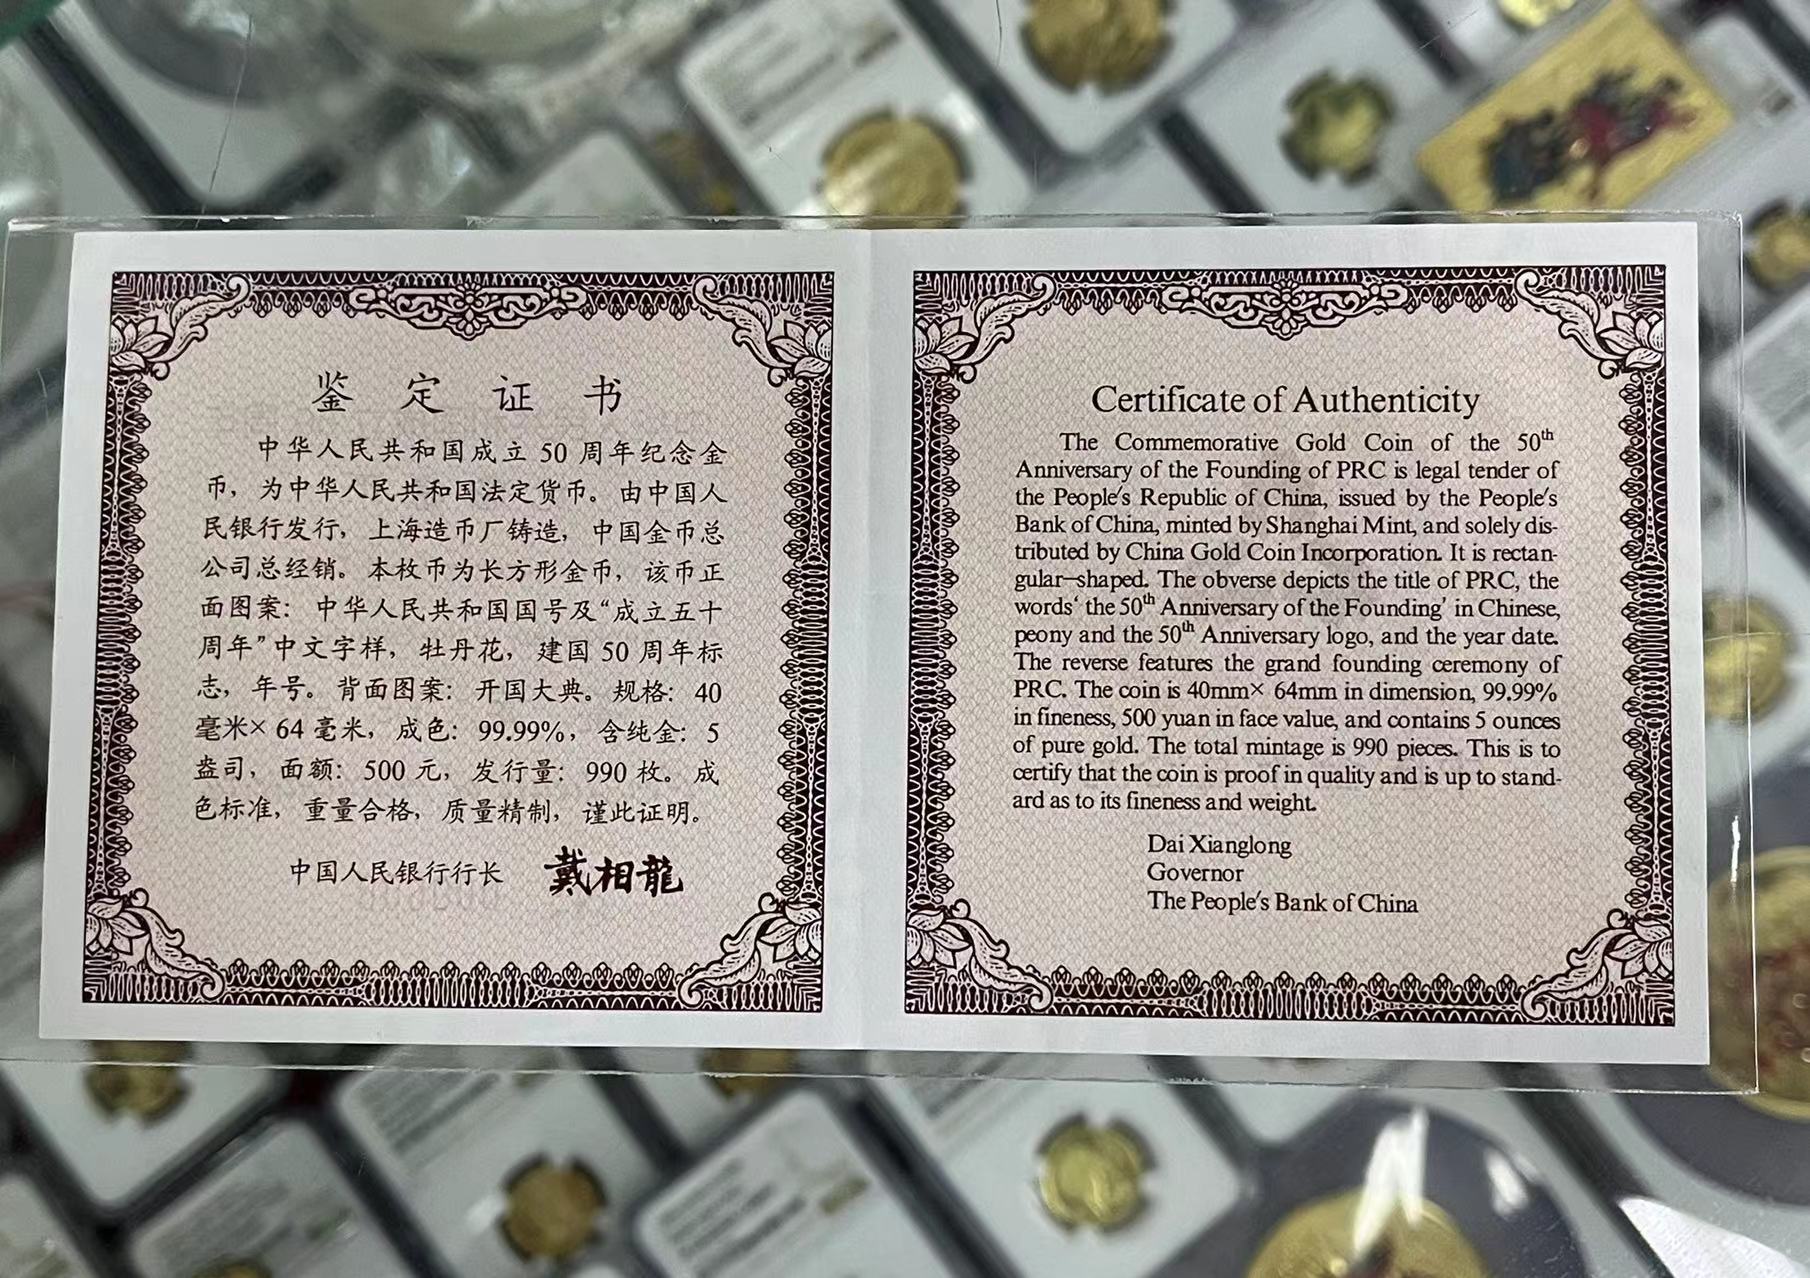 鉴定证书
中华人民共和国成立 50 周年纪念金
币，为中华人民共和国法定货币。由中国人
民银行发行，上海造币厂铸造，中国金币总
公司总经销。本枚币为长方形金币，该币正
面图案：中华人民共和国国号及“成立五十
周年”中文字样，牡丹花，建国 50 周年标
志，年号。背面图案：开国大典。规格：40
毫米× 64 毫米，成色：99.99%，含纯金：5
盎司，面额：500 元，发行量：990 枚。成
色标准，重量合格，质量精制，谨此证明。
中国人民银行行长 戴相龍
Certificate of Authenticity
The Commemorative Gold Coin of the 50th
Anniversary of the Founding of PRC is legal tender of
the People's Republic of China, issued by the People's
Bank of China, minted by Shanghai Mint, and solely dis-
tributed by China Gold Coin Incorporation. It is rectan-
gular-shaped. The obverse depicts the title of PRC, the
words‘ the 50th Anniversary of the Founding’ in Chinese,
peony and the 50th Anniversary logo, and the year date.
The reverse features the grand founding ceremony of
PRC. The coin is 40mm× 64mm in dimension, 99.99%
in fineness, 500 yuan in face value, and contains 5 ounces
of pure gold. The total mintage is 990 pieces. This is to
certify that the coin is proof in quality and is up to stand-
ard as to its fineness and weight.
Dai Xianglong
Governor
The People's Bank of China